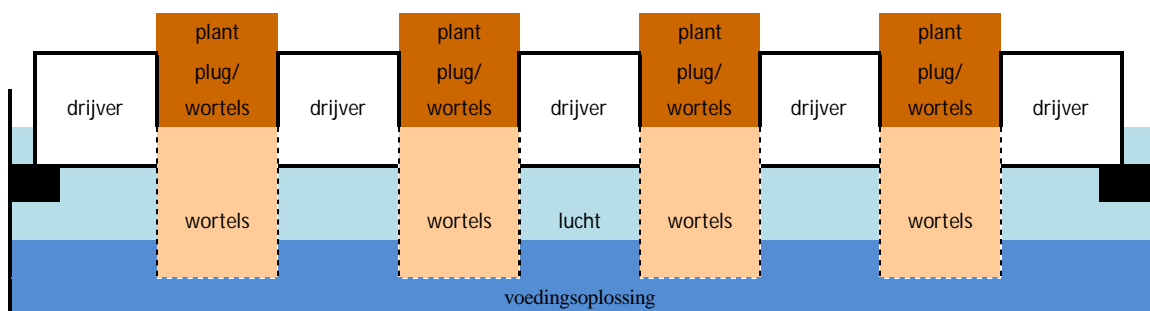 plant plant plant plant
plug/ plug/ plug/ plug/
drijver wortels drijver wortels drijver wortels drijver wortels drijver
wortels wortels lucht wortels wortels
voedingsoplossing